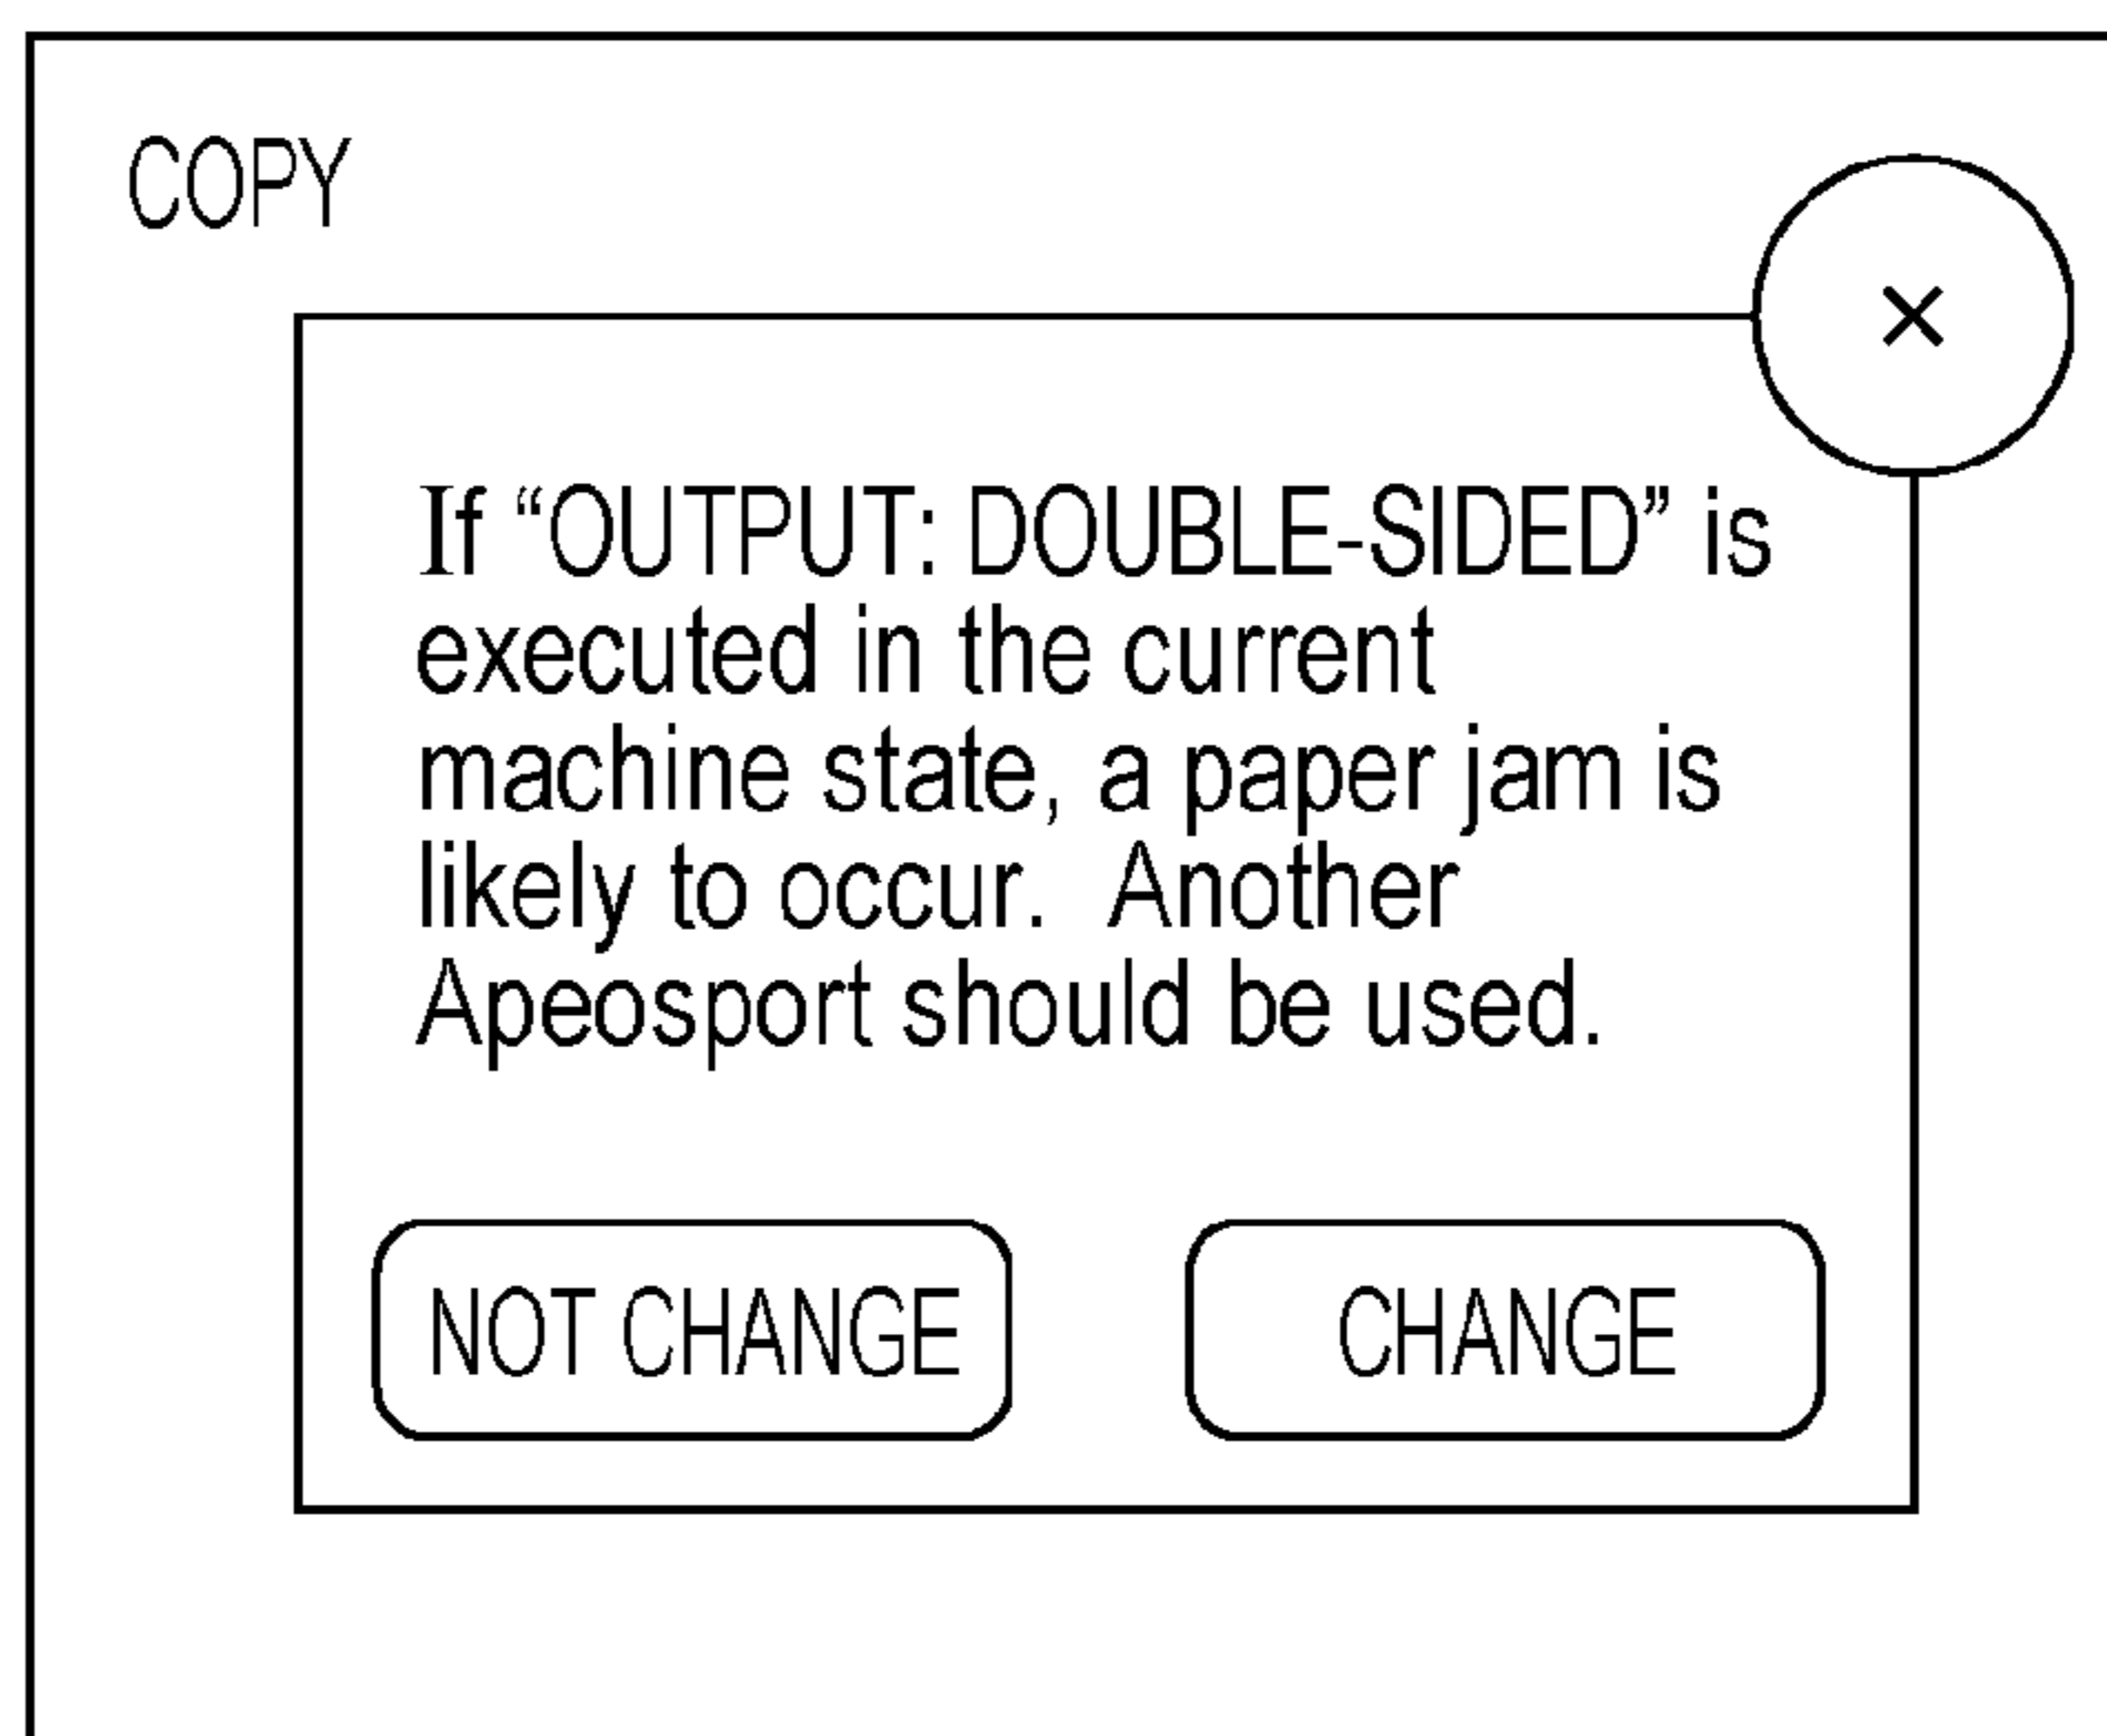 COPY
×
If “OUTPUT: DOUBLE-SIDED” is
executed in the current
machine state, a paper jam is
likely to occur.  Another
Apeosport should be used.
NOT CHANGE
CHANGE